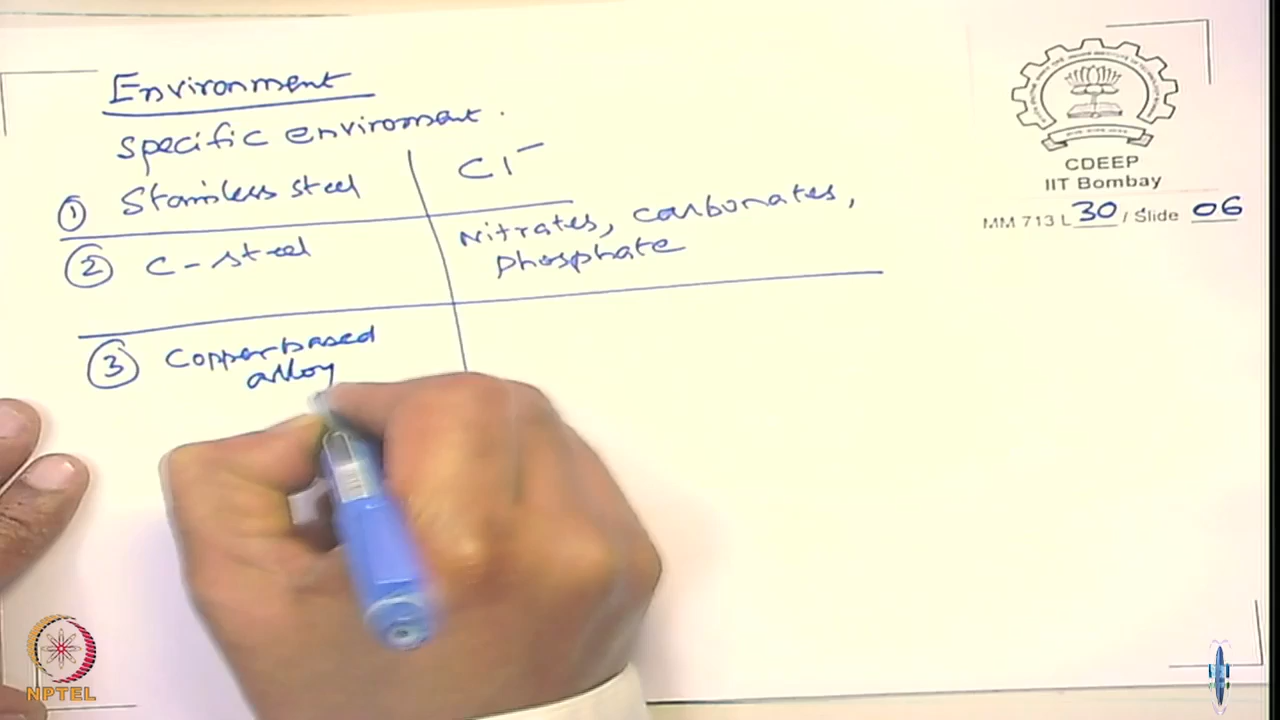 Environment
specific enviroment.
① Stainless steel Cl⁻
② C-steel Nitrates, carbonates,
phosphate
③ Copper based
alloy
CDEEP
IIT Bombay
MM 713 L 30 / Slide 06
NPTEL